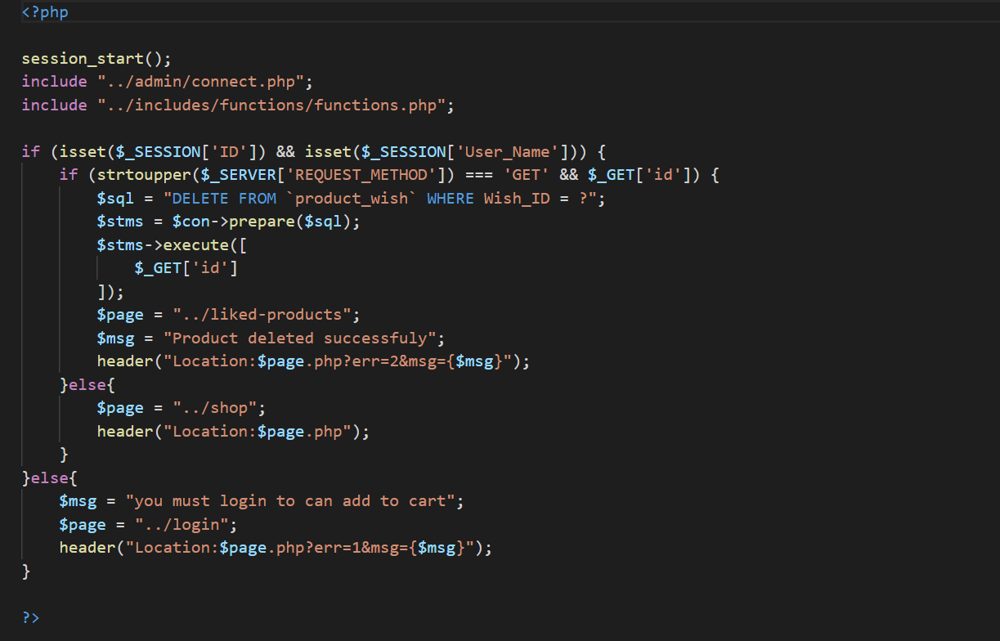 <?php
session_start();
include "../admin/connect.php";
include "../includes/functions/functions.php";
if (isset($_SESSION['ID']) && isset($_SESSION['User_Name'])) {
    if (strtoupper($_SERVER['REQUEST_METHOD']) === 'GET' && $_GET['id']) {
        $sql = "DELETE FROM `product_wish` WHERE Wish_ID = ?";
        $stms = $con->prepare($sql);
        $stms->execute([
            $_GET['id']
        ]);
        $page = "../liked-products";
        $msg = "Product deleted successfuly";
        header("Location:$page.php?err=2&msg={$msg}");
    }else{
        $page = "../shop";
        header("Location:$page.php");
    }
}else{
    $msg = "you must login to can add to cart";
    $page = "../login";
    header("Location:$page.php?err=1&msg={$msg}");
}
?>